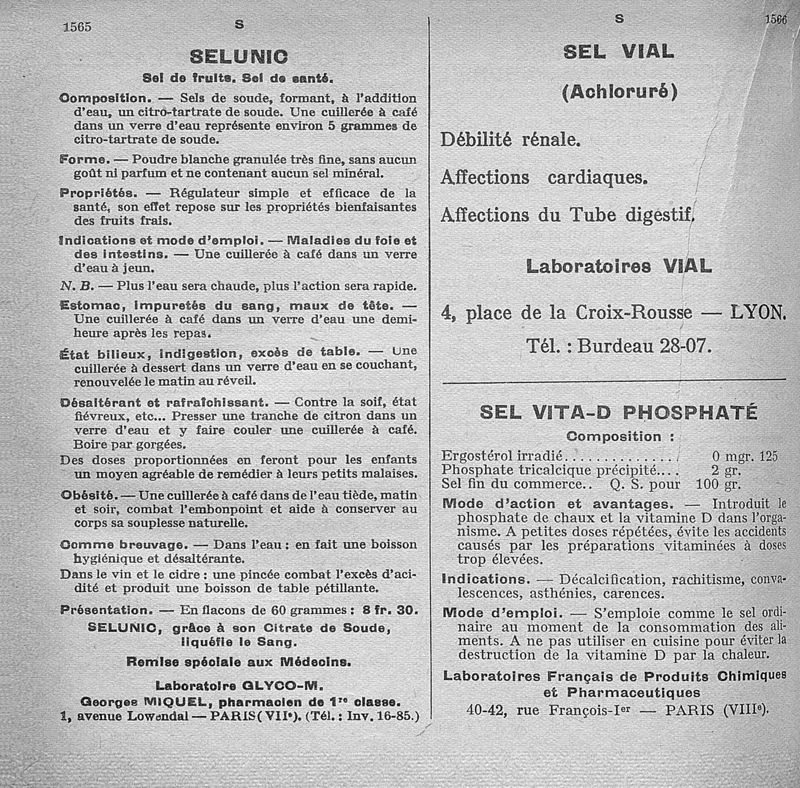 1565
S
SELUNIC
Sel de fruits. Sel de santé.
Composition. — Sels de soude, formant, à l'addition
d'eau, un citro-tartrate de soude. Une cuillerée à café
dans un verre d'eau représente environ 5 grammes de
citro-tartrate de soude.
Forme. — Poudre blanche granulée très fine, sans aucun
goût ni parfum et ne contenant aucun sel minéral.
Propriétés. — Régulateur simple et efficace de la
santé, son effet repose sur les propriétés bienfaisantes
des fruits frais.
Indications et mode d'emploi. — Maladies du foie et
des intestins. — Une cuillerée à café dans un verre
d'eau à jeun.
N. B. — Plus l'eau sera chaude, plus l'action sera rapide.
Estomac, impuretés du sang, maux de tête. —
Une cuillerée à café dans un verre d'eau une demi-
heure après les repas.
État bilieux, indigestion, excès de table. — Une
cuillerée à dessert dans un verre d'eau en se couchant,
renouvelée le matin au réveil.
Désaltérant et rafraîchissant. — Contre la soif, état
fiévreux, etc... Presser une tranche de citron dans un
verre d'eau et y faire couler une cuillerée à café.
Boire par gorgées.
Des doses proportionnées en feront pour les enfants
un moyen agréable de remédier à leurs petits malaises.
Obésité. — Une cuillerée à café dans de l'eau tiède, matin
et soir, combat l'embonpoint et aide à conserver au
corps sa souplesse naturelle.
Comme breuvage. — Dans l'eau : en fait une boisson
hygiénique et désaltérante.
Dans le vin et le cidre : une pincée combat l'excès d'aci-
dité et produit une boisson de table pétillante.
Présentation. — En flacons de 60 grammes : 8 fr. 30.
SELUNIC, grâce à son Citrate de Soude,
liquéfie le Sang.
Remise spéciale aux Médecins.
Laboratoire GLYCO-M.
Georges MIQUEL, pharmacien de 1re classe.
1, avenue Lowendal — PARIS (VIIe). (Tél. : Inv. 16-85.)
S
1566
SEL VIAL
(Achloruré)
Débilité rénale.
Affections cardiaques.
Affections du Tube digestif.
Laboratoires VIAL
4, place de la Croix-Rousse — LYON.
Tél. : Burdeau 28-07.
SEL VITA-D PHOSPHATÉ
Composition :
Ergostérol irradié.............. 0 mgr. 125
Phosphate tricalcique précipité.... 2 gr.
Sel fin du commerce.. Q. S. pour 100 gr.
Mode d'action et avantages. — Introduit le
phosphate de chaux et la vitamine D dans l'orga-
nisme. A petites doses répétées, évite les accidents
causés par les préparations vitaminées à doses
trop élevées.
Indications. — Décalcification, rachitisme, conva-
lescences, asthénies, carences.
Mode d'emploi. — S'emploie comme le sel ordi-
naire au moment de la consommation des ali-
ments. A ne pas utiliser en cuisine pour éviter la
destruction de la vitamine D par la chaleur.
Laboratoires Français de Produits Chimiques
et Pharmaceutiques
40-42, rue François-Ier — PARIS (VIIIe).